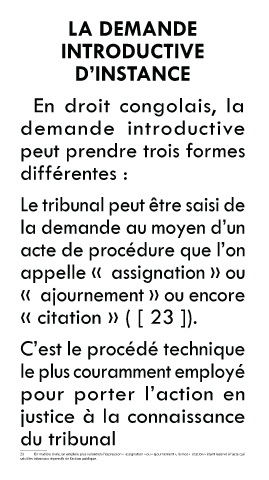 LA DEMANDE
INTRODUCTIVE
D'INSTANCE
En droit congolais, la
demande introductive
peut prendre trois formes
différentes :
Le tribunal peut être saisi de
la demande au moyen d'un
acte de procédure que l'on
appelle « assignation » ou
« ajournement » ou encore
« citation » ( [ 23 ]).
C'est le procédé technique
le plus couramment employé
pour porter l'action en
justice à la connaissance
du tribunal